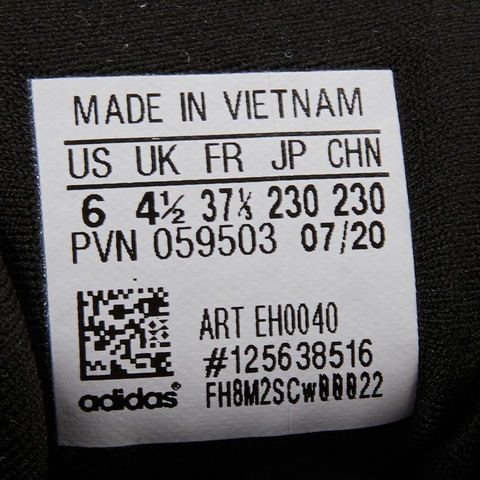 MADE IN VIETNAM
US UK FR JP CHN
6 4½ 37⅓ 230 230
PVN 059503 07/20
ART EH0040
#125638516
adidas®